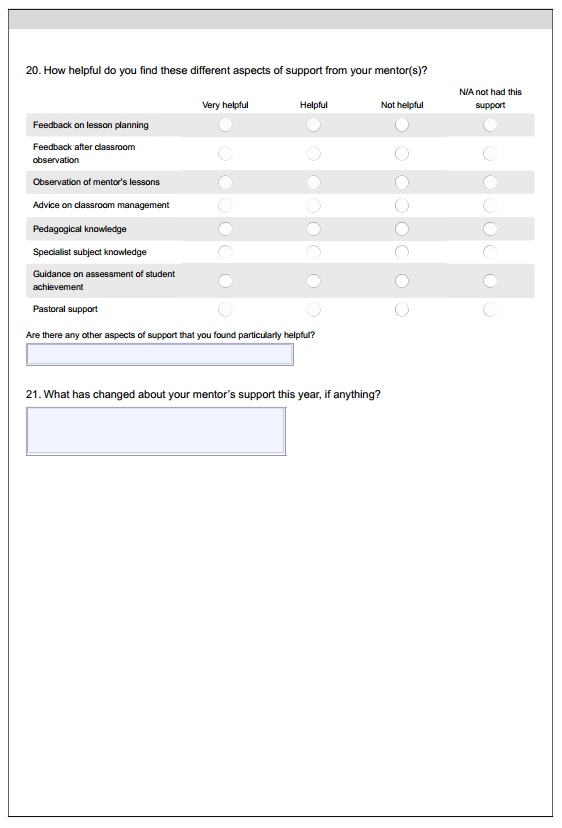 20. How helpful do you find these different aspects of support from your mentor(s)?
N/A not had this
Very helpful Helpful Not helpful support
Feedback on lesson planning
Feedback after classroom
observation
Observation of mentor's lessons
Advice on classroom management
Pedagogical knowledge
Specialist subject knowledge
Guidance on assessment of student
achievement
Pastoral support
Are there any other aspects of support that you found particularly helpful?
21. What has changed about your mentor's support this year, if anything?